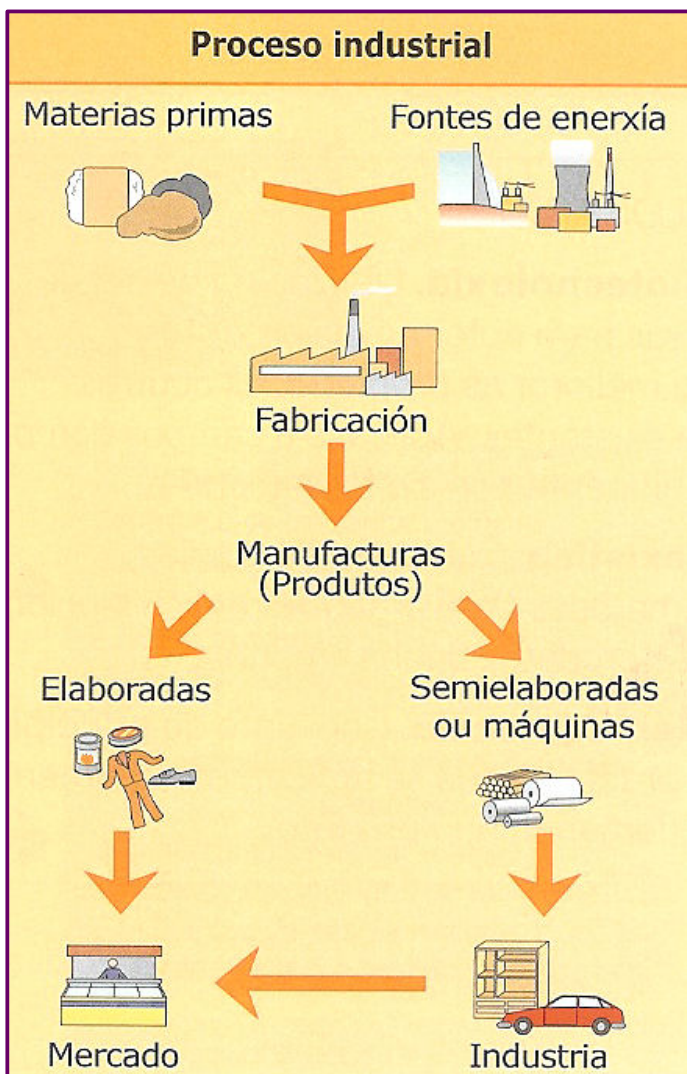 Proceso industrial
Materias primas
Fontes de enerxía
Fabricación
Manufacturas
(Produtos)
Elaboradas
Semielaboradas
ou máquinas
Mercado
Industria